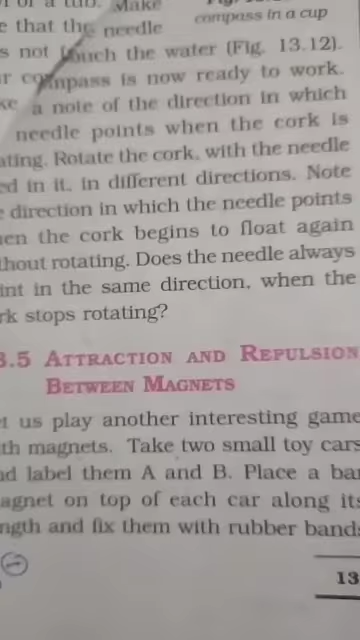 of a tub. Make
e that the needle
compass in a cup
s not touch the water (Fig. 13.12).
r compass is now ready to work.
ke a note of the direction in which
needle points when the cork is
ating. Rotate the cork, with the needle
ed in it, in different directions. Note
e direction in which the needle points
en the cork begins to float again
thout rotating. Does the needle always
int in the same direction, when the
rk stops rotating?
3.5 ATTRACTION AND REPULSION
BETWEEN MAGNETS
t us play another interesting game
th magnets. Take two small toy cars
nd label them A and B. Place a bar
agnet on top of each car along its
ngth and fix them with rubber bands
13